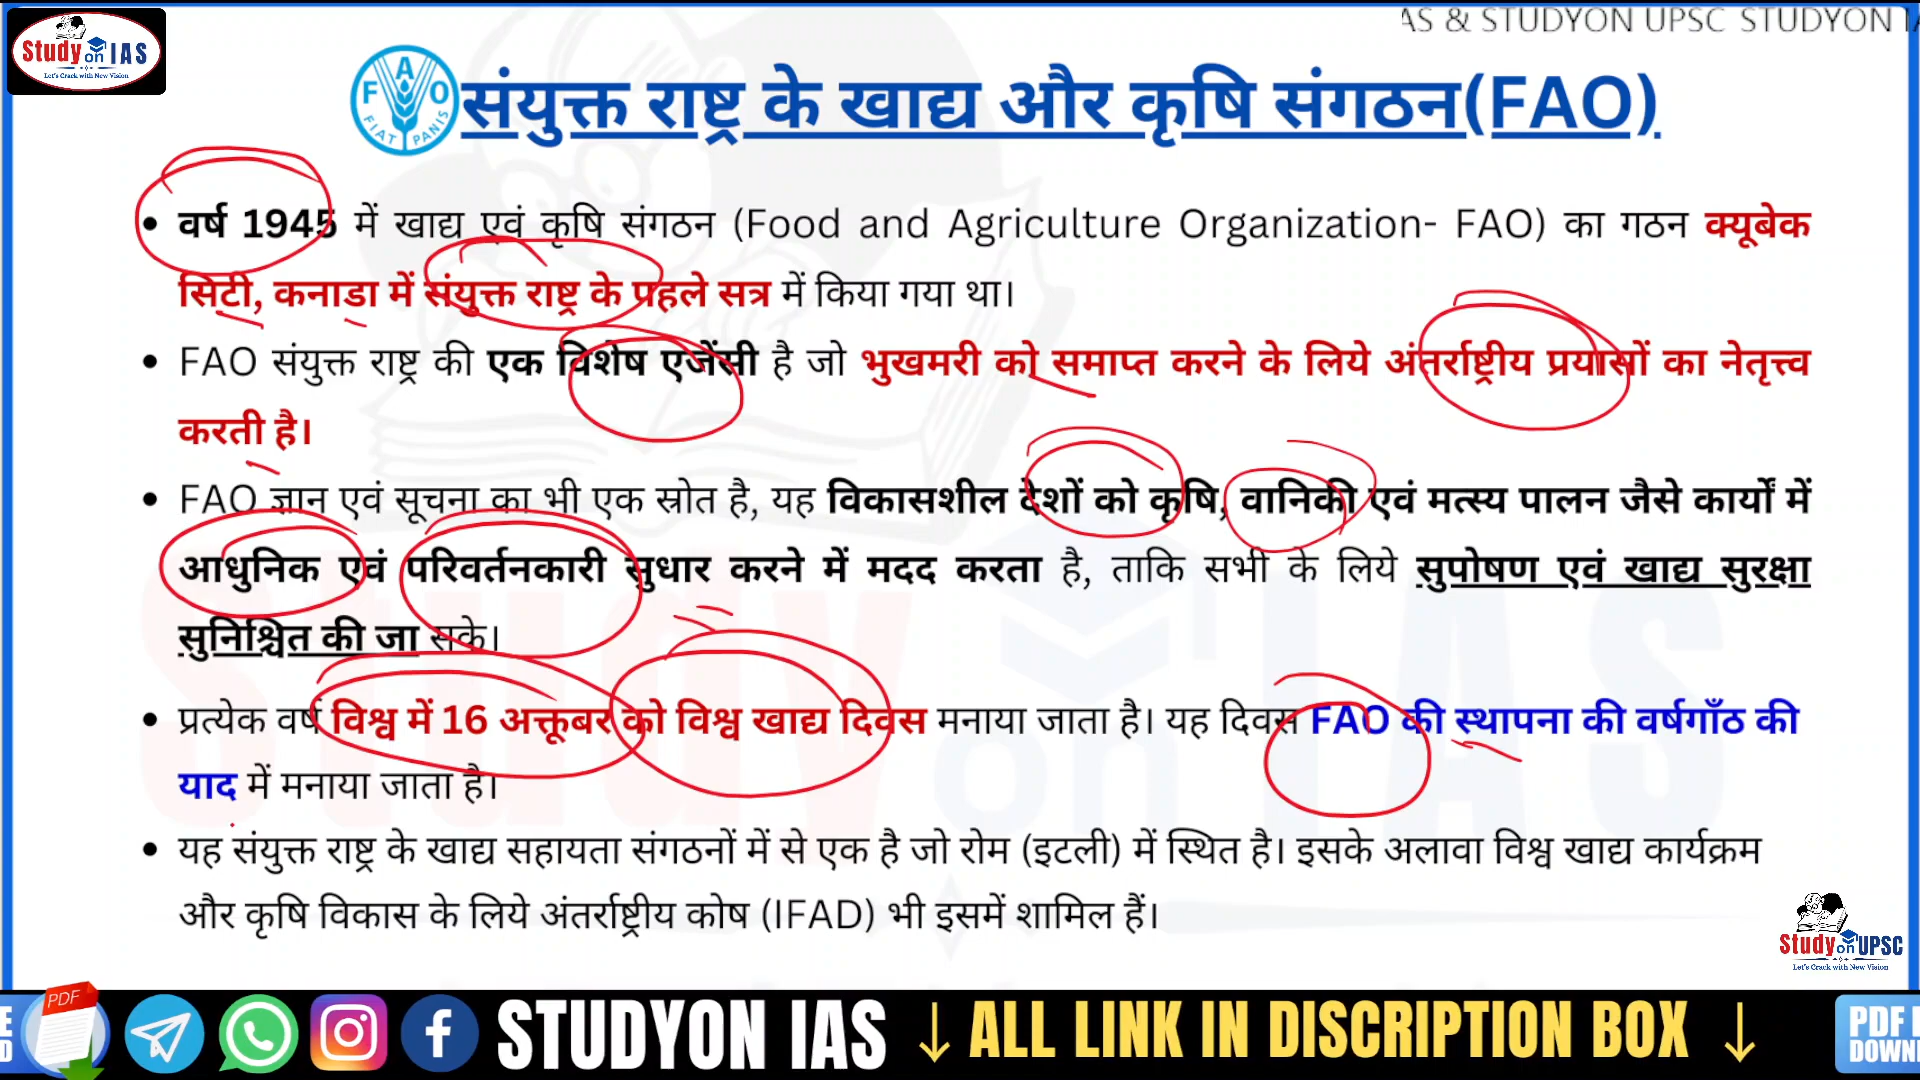 AS & STUDYON UPSC STUDYON
Study on IAS
Let's Crack with New Vision
FAO
FIAT PANIS
संयुक्त राष्ट्र के खाद्य और कृषि संगठन(FAO)
• वर्ष 1945 में खाद्य एवं कृषि संगठन (Food and Agriculture Organization- FAO) का गठन क्यूबेक
सिटी, कनाडा में संयुक्त राष्ट्र के पहले सत्र में किया गया था।
• FAO संयुक्त राष्ट्र की एक विशेष एजेंसी है जो भुखमरी को समाप्त करने के लिये अंतर्राष्ट्रीय प्रयासों का नेतृत्त्व
करती है।
• FAO ज्ञान एवं सूचना का भी एक स्रोत है, यह विकासशील देशों को कृषि, वानिकी एवं मत्स्य पालन जैसे कार्यों में
आधुनिक एवं परिवर्तनकारी सुधार करने में मदद करता है, ताकि सभी के लिये सुपोषण एवं खाद्य सुरक्षा
सुनिश्चित की जा सके।
• प्रत्येक वर्ष विश्व में 16 अक्तूबर को विश्व खाद्य दिवस मनाया जाता है। यह दिवस FAO की स्थापना की वर्षगाँठ की
याद में मनाया जाता है।
• यह संयुक्त राष्ट्र के खाद्य सहायता संगठनों में से एक है जो रोम (इटली) में स्थित है। इसके अलावा विश्व खाद्य कार्यक्रम
और कृषि विकास के लिये अंतर्राष्ट्रीय कोष (IFAD) भी इसमें शामिल हैं।
Study on UPSC
Let's Crack with New Vision
PDF
STUDYON IAS ↓ ALL LINK IN DISCRIPTION BOX ↓
PDF